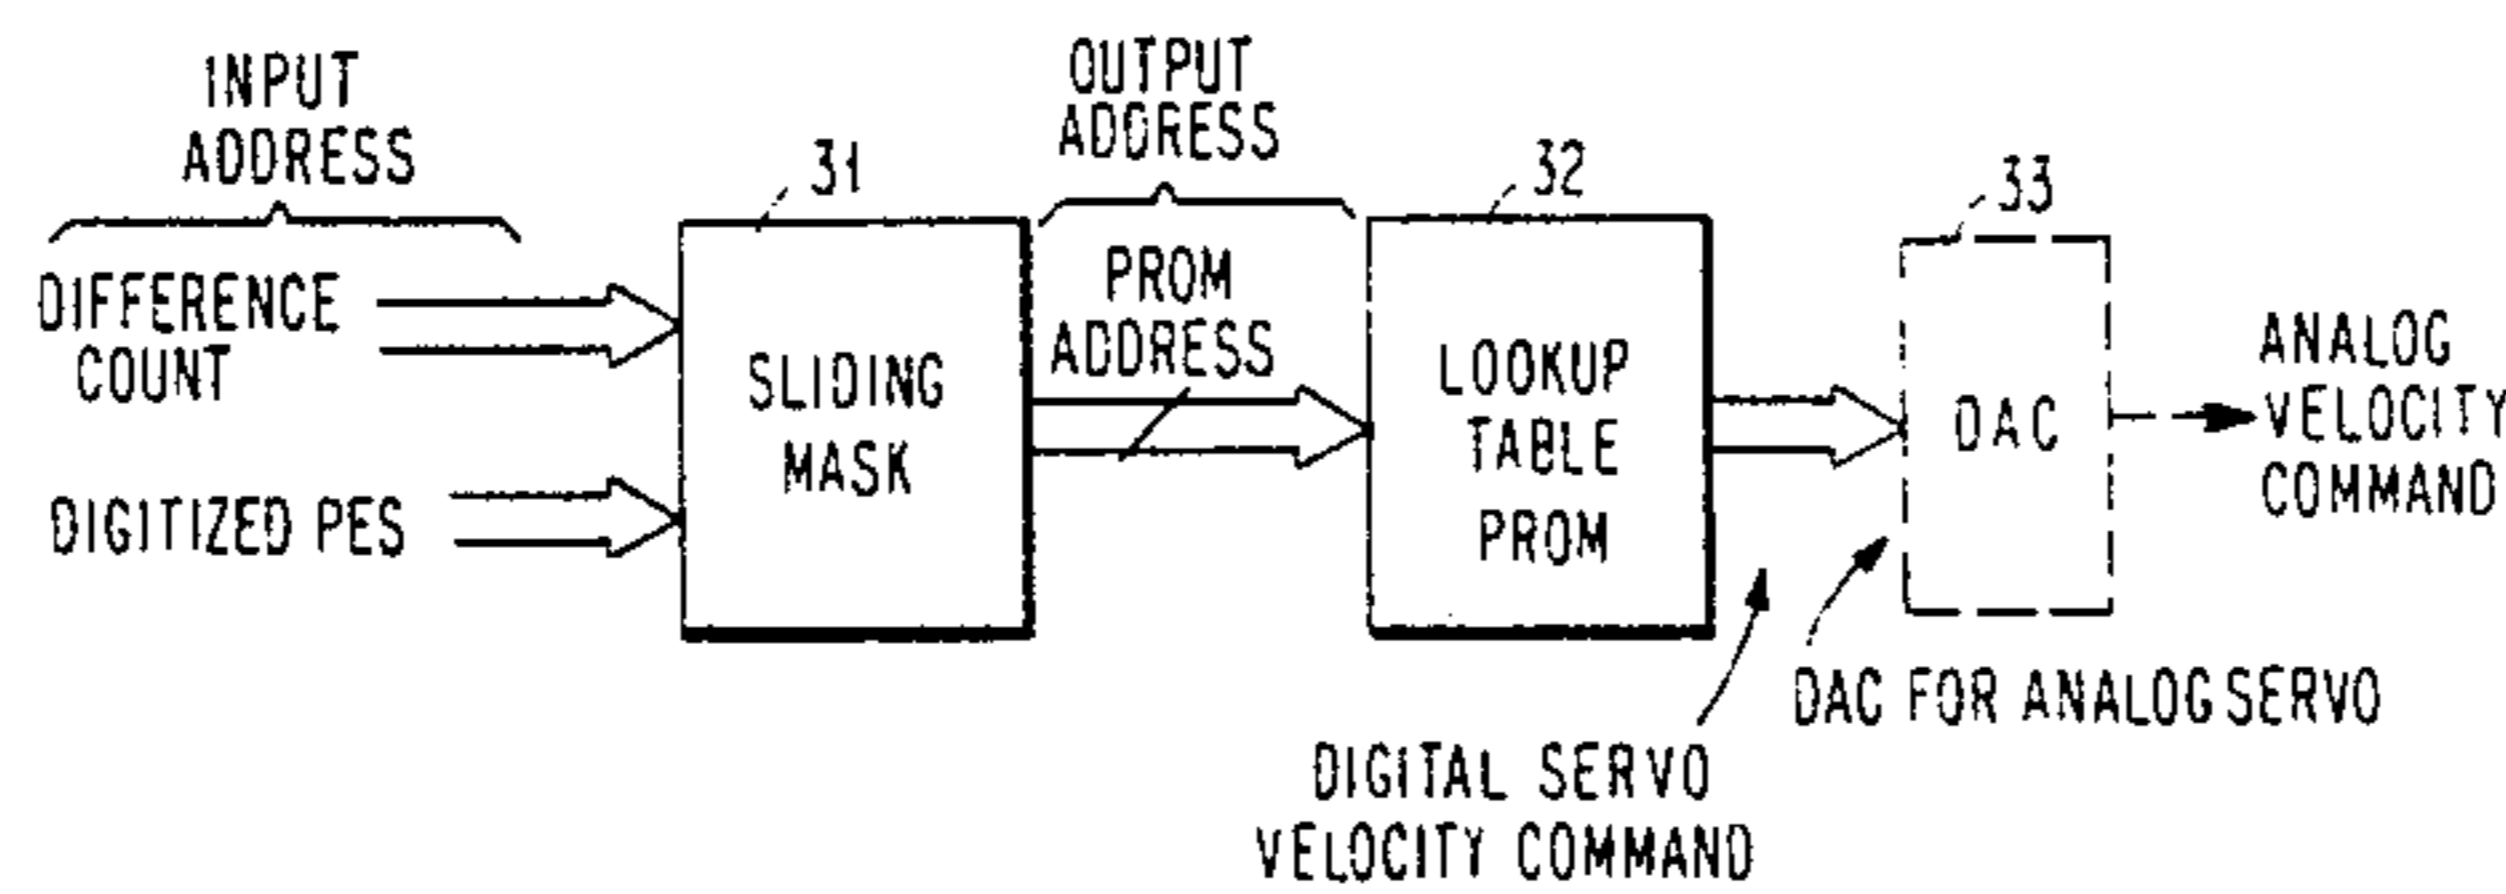 INPUT
ADDRESS
DIFFERENCE
COUNT
DIGITIZED PES
31
SLIDING
MASK
OUTPUT
ADDRESS
PROM
ADDRESS
32
LOOKUP
TABLE
PROM
33
DAC
ANALOG
VELOCITY
COMMAND
DAC FOR ANALOG SERVO
DIGITAL SERVO
VELOCITY COMMAND